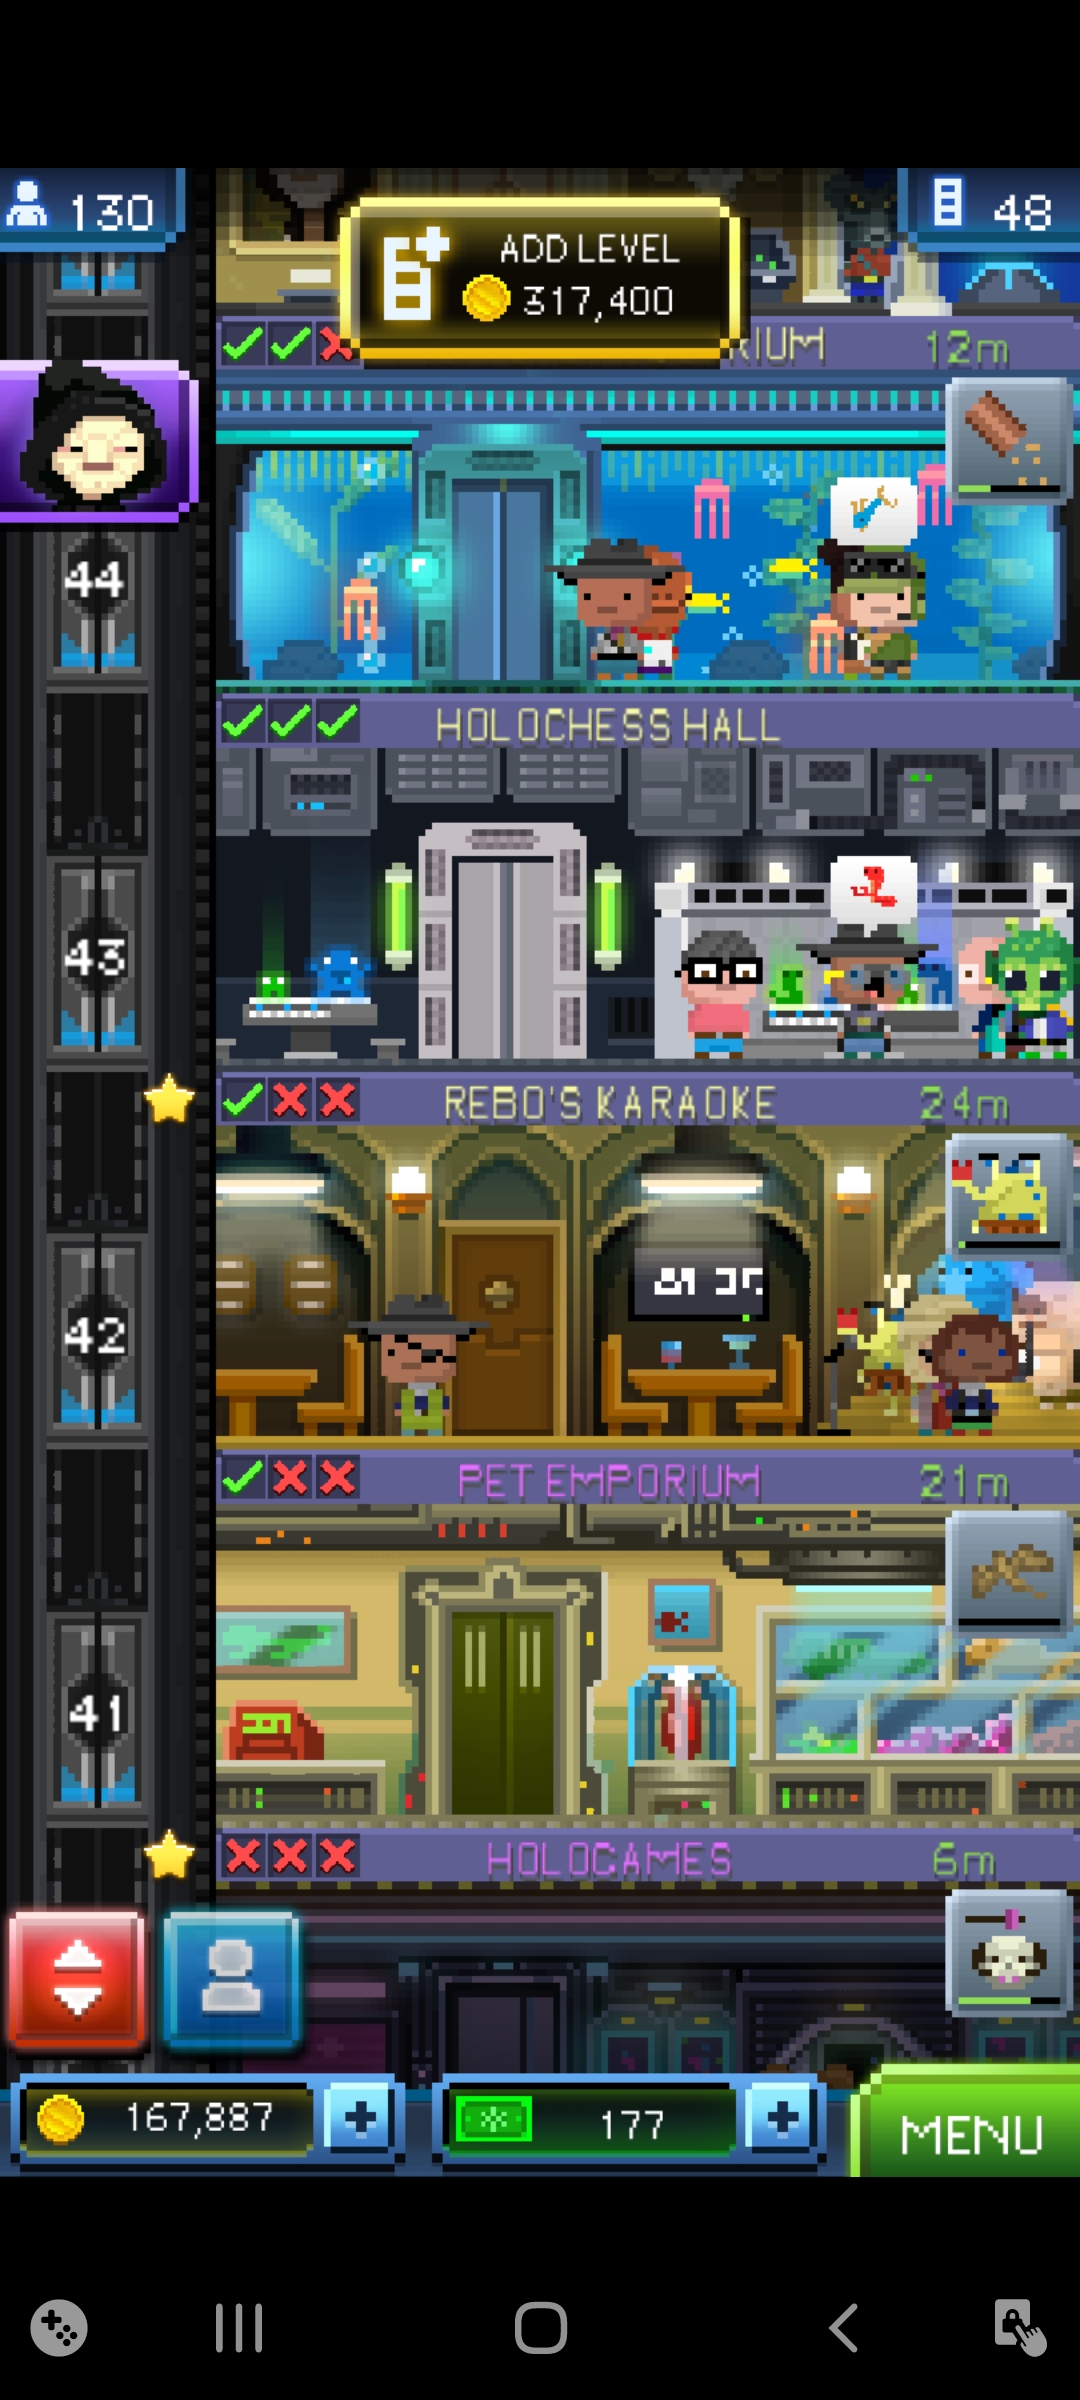 130
48
ADD LEVEL
317,400
RIUM 12m
44
HOLOCHESS HALL
43
REBO'S KARAOKE 24m
42
PET EMPORIUM 21m
41
HOLOGAMES 6m
167,887
177
MENU